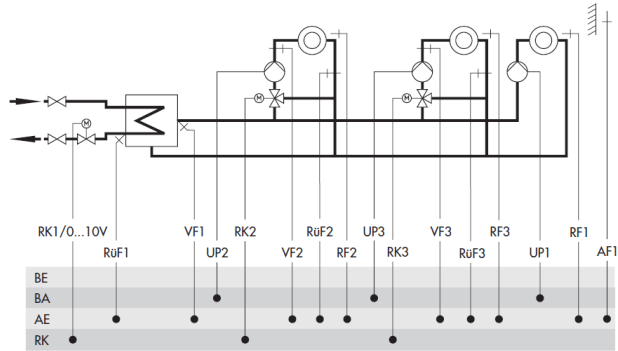 M
M
M
RK1/0...10V
VF1
RK2
RüF2
UP3
VF3
RF3
RF1
RüF1
UP2
VF2
RF2
RK3
RüF3
UP1
AF1
BE
BA
AE
RK